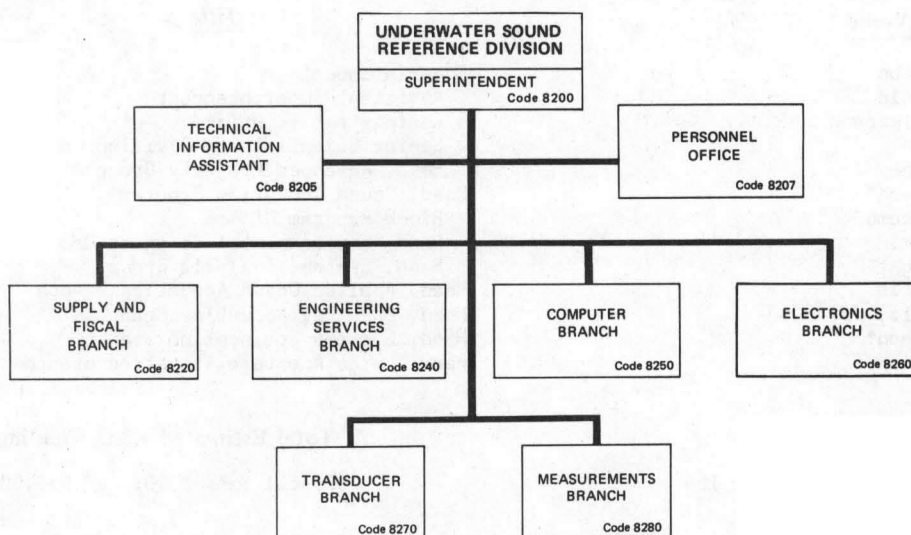 UNDERWATER SOUND
REFERENCE DIVISION
SUPERINTENDENT
Code 8200
TECHNICAL
INFORMATION
ASSISTANT
Code 8205
PERSONNEL
OFFICE
Code 8207
SUPPLY AND
FISCAL
BRANCH
Code 8220
ENGINEERING
SERVICES
BRANCH
Code 8240
COMPUTER
BRANCH
Code 8250
ELECTRONICS
BRANCH
Code 8260
TRANSDUCER
BRANCH
Code 8270
MEASUREMENTS
BRANCH
Code 8280